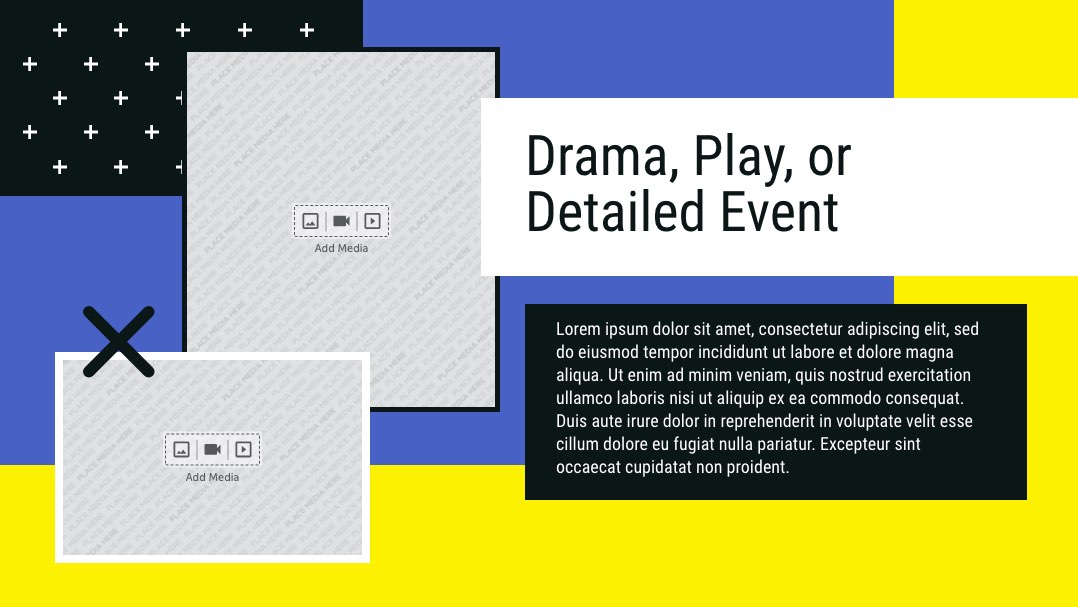 Drama, Play, or
Detailed Event
Add Media
Lorem ipsum dolor sit amet, consectetur adipiscing elit, sed
do eiusmod tempor incididunt ut labore et dolore magna
aliqua. Ut enim ad minim veniam, quis nostrud exercitation
ullamco laboris nisi ut aliquip ex ea commodo consequat.
Duis aute irure dolor in reprehenderit in voluptate velit esse
cillum dolore eu fugiat nulla pariatur. Excepteur sint
occaecat cupidatat non proident.
Add Media
PLACE MEDIA HERE